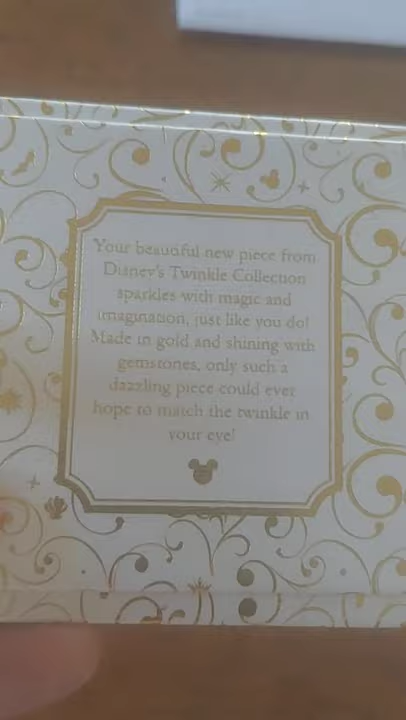 Your beautiful new piece from
Disney's Twinkle Collection
sparkles with magic and
imagination, just like you do!
Made in gold and shining with
gemstones, only such a
dazzling piece could ever
hope to match the twinkle in
your eye!